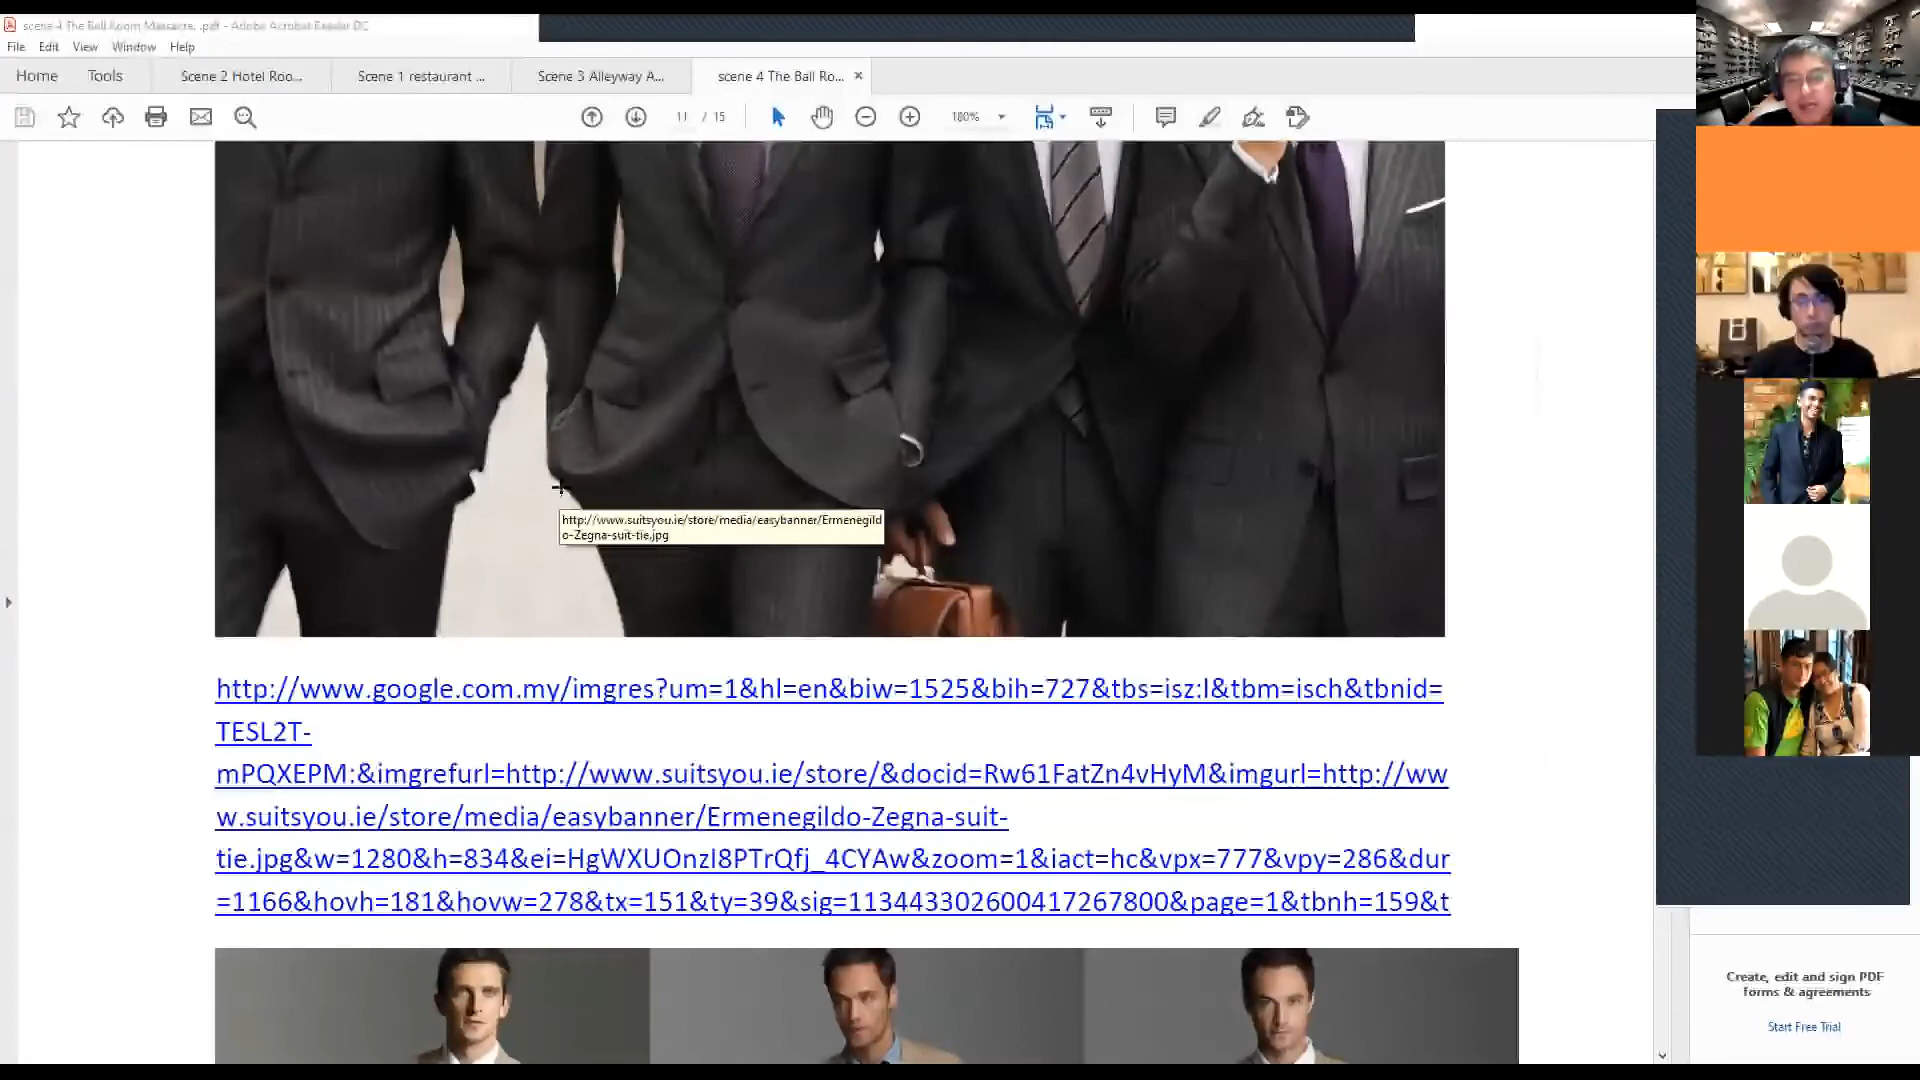 scene 4 The Ball Room Massacre. .pdf - Adobe Acrobat Reader DC
File Edit View Window Help
Home Tools Scene 2 Hotel Roo... Scene 1 restaurant ... Scene 3 Alleyway A... scene 4 The Ball Ro... ×
11 / 15 180%
http://www.suitsyou.ie/store/media/easybanner/Ermenegild
o-Zegna-suit-tie.jpg
http://www.google.com.my/imgres?um=1&hl=en&biw=1525&bih=727&tbs=isz:l&tbm=isch&tbnid=
TESL2T-
mPQXEPM:&imgrefurl=http://www.suitsyou.ie/store/&docid=Rw61FatZn4vHyM&imgurl=http://ww
w.suitsyou.ie/store/media/easybanner/Ermenegildo-Zegna-suit-
tie.jpg&w=1280&h=834&ei=HgWXUOnzI8PTrQfj_4CYAw&zoom=1&iact=hc&vpx=777&vpy=286&dur
=1166&hovh=181&hovw=278&tx=151&ty=39&sig=113443302600417267800&page=1&tbnh=159&t
Create, edit and sign PDF
forms & agreements
Start Free Trial